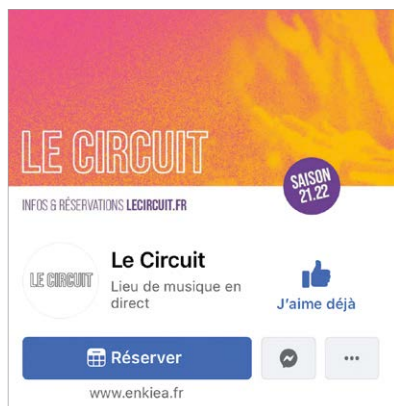 LE CIRCUIT
SAISON
21.22
INFOS & RÉSERVATIONS LECIRCUIT.FR
LE CIRCUIT
Le Circuit
Lieu de musique en
direct
J'aime déjà
Réserver
...
www.enkiea.fr